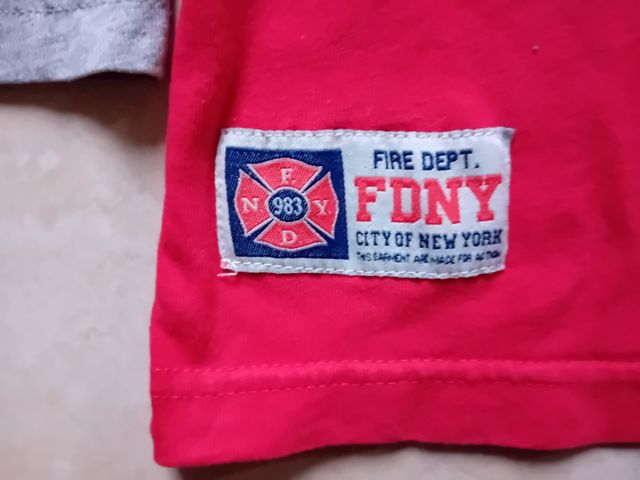 F.
N 983 Y.
D
FIRE DEPT.
FDNY
CITY OF NEW YORK
THIS GARMENT ARE MADE FOR ACTION